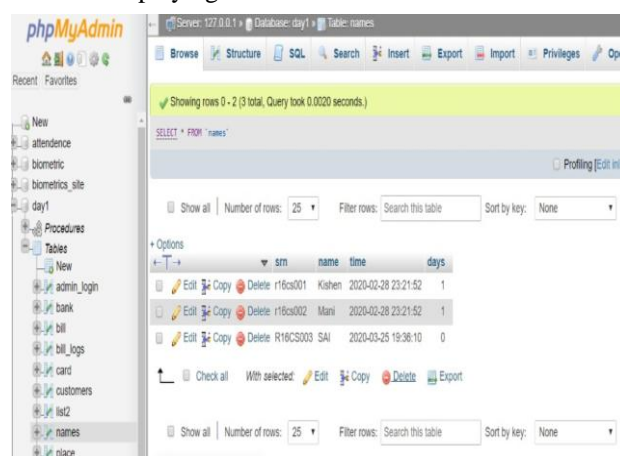 phpMyAdmin
Recent Favorites
New
attendence
biometric
biometrics_site
day1
Procedures
Tables
New
admin_login
bank
bill
bill_logs
card
customers
list2
names
place
Server: 127.0.0.1 » Database: day1 » Table: names
Browse Structure SQL Search Insert Export Import Privileges
Showing rows 0 - 2 (3 total, Query took 0.0020 seconds.)
SELECT * FROM `names`
Profiling
Show all Number of rows: 25 Filter rows: Search this table Sort by key: None
+ Options
←T→ srn name time days
Edit Copy Delete r16cs001 Kishen 2020-02-28 23:21:52 1
Edit Copy Delete r16cs002 Mani 2020-02-28 23:21:52 1
Edit Copy Delete R16CS003 SAI 2020-03-25 19:36:10 0
Check all With selected: Edit Copy Delete Export
Show all Number of rows: 25 Filter rows: Search this table Sort by key: None